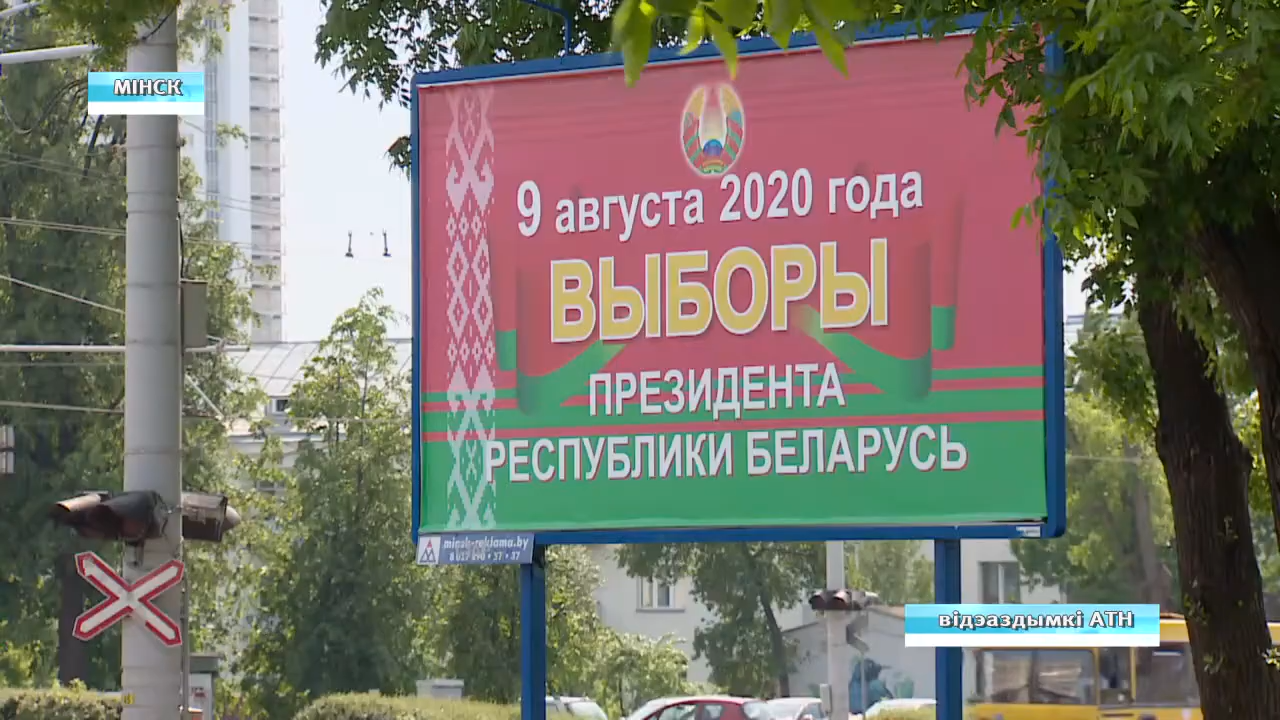 МІНСК
9 августа 2020 года
ВЫБОРЫ
ПРЕЗИДЕНТА
РЕСПУБЛИКИ БЕЛАРУСЬ
minsk-reklama.by
відэаздымкі АТН